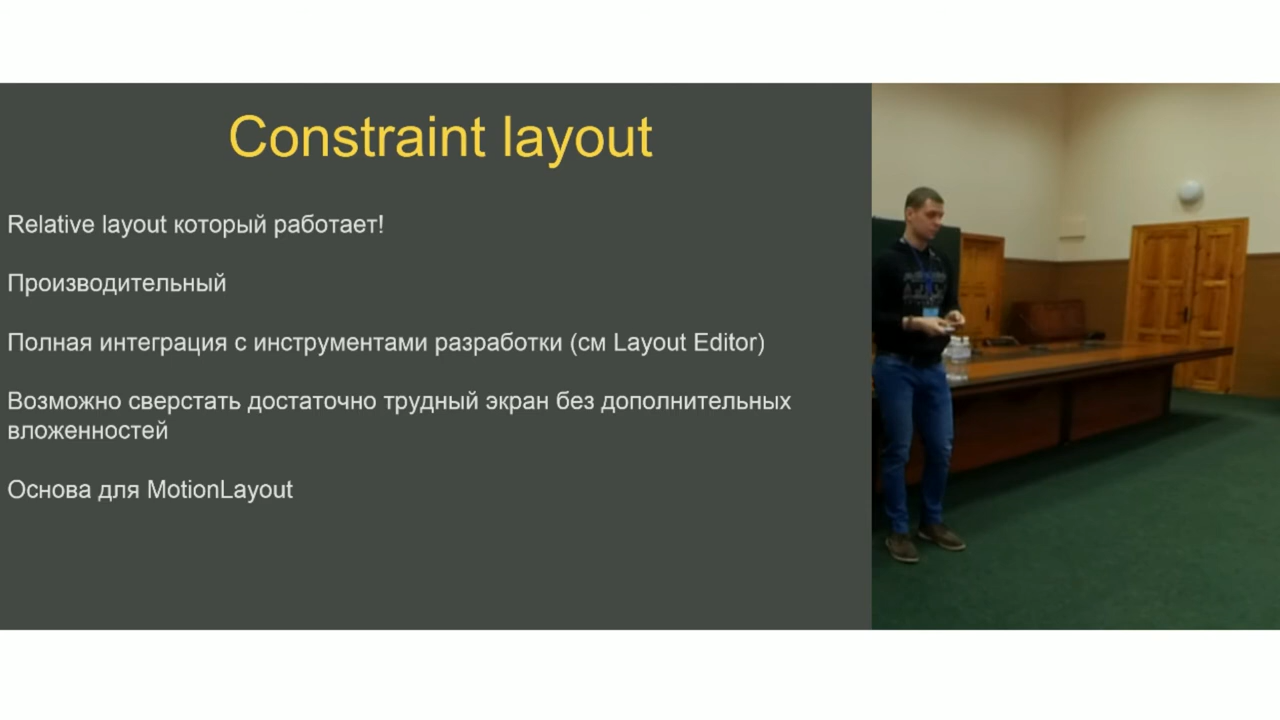 Constraint layout
Relative layout который работает!
Производительный
Полная интеграция с инструментами разработки (см Layout Editor)
Возможно сверстать достаточно трудный экран без дополнительных
вложенностей
Основа для MotionLayout